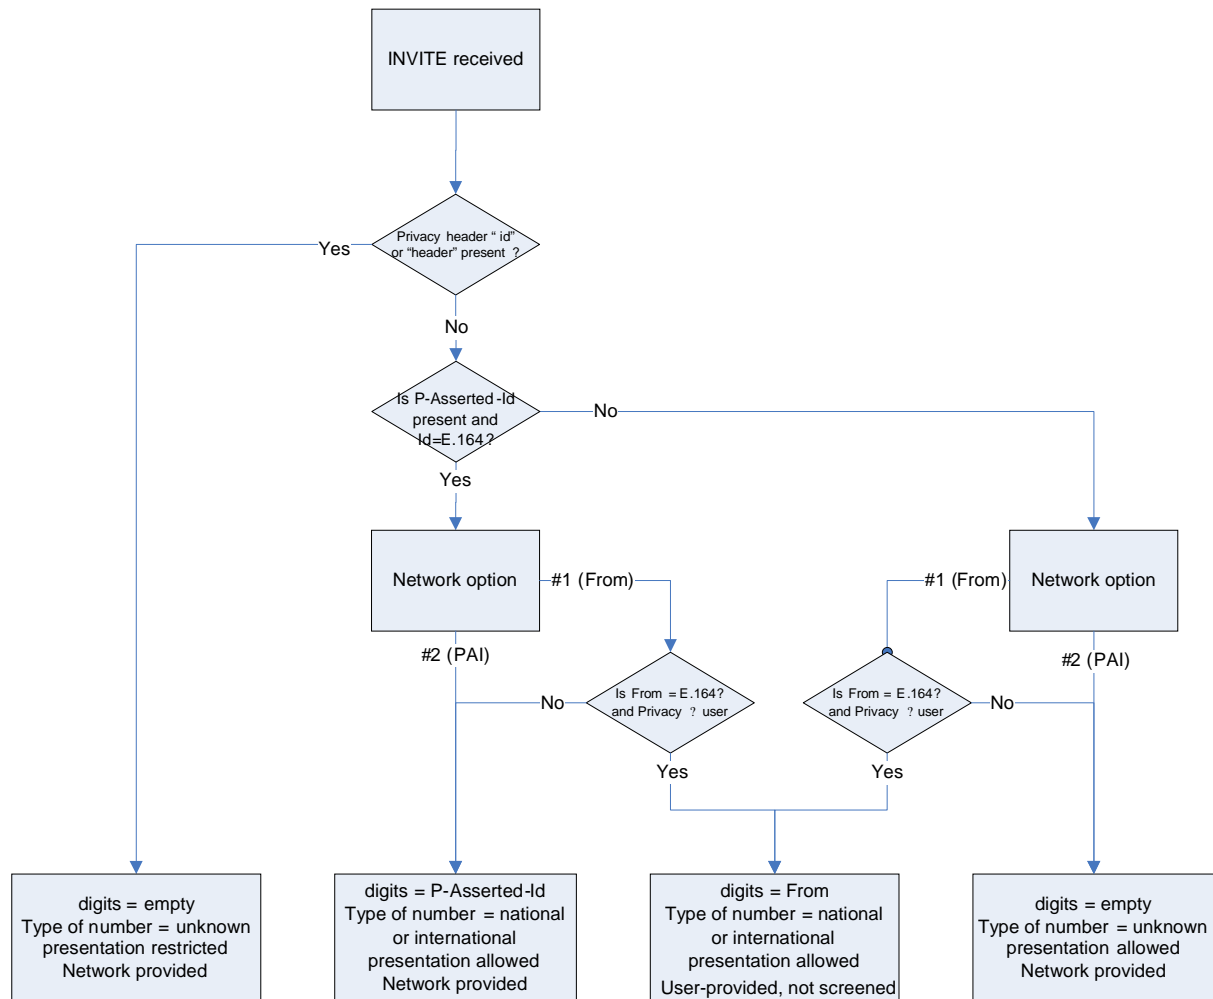 INVITE received
Privacy header “ id”
or “header” present ?
Yes
No
Is P-Asserted-Id
present and
Id=E.164?
No
Yes
Network option
#1 (From)
#1 (From)
Network option
#2 (PAI)
#2 (PAI)
Is From = E.164?
and Privacy ? user
Is From = E.164?
and Privacy ? user
No
No
Yes
Yes
digits = empty
Type of number = unknown
presentation restricted
Network provided
digits = P-Asserted-Id
Type of number = national
or international
presentation allowed
Network provided
digits = From
Type of number = national
or international
presentation allowed
User-provided, not screened
digits = empty
Type of number = unknown
presentation allowed
Network provided